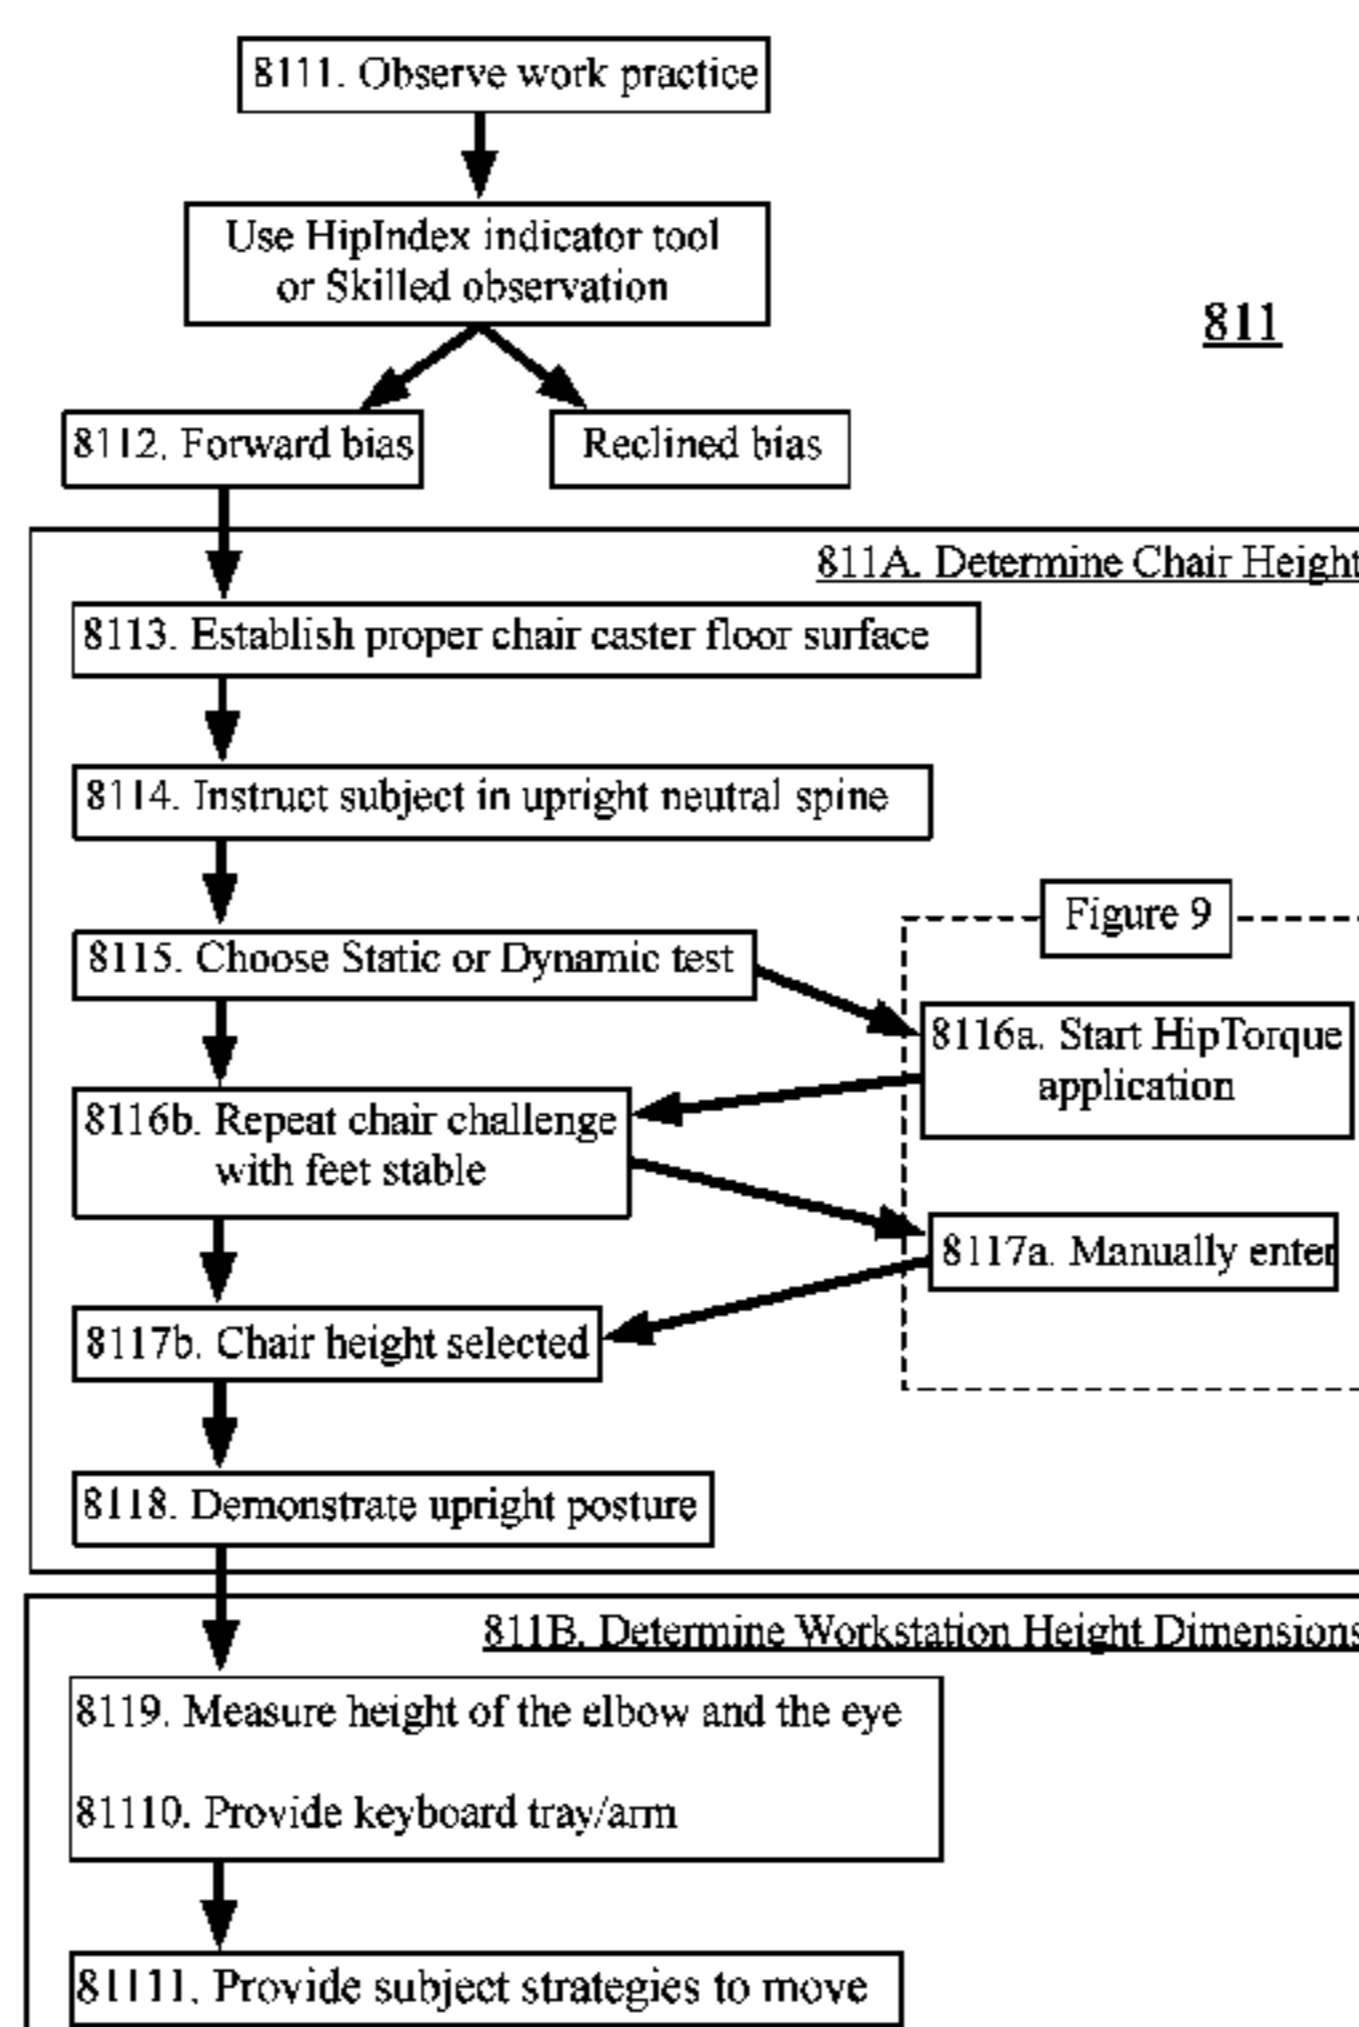 8111. Observe work practice
Use HipIndex indicator tool
or Skilled observation
811
8112. Forward bias
Reclined bias
811A. Determine Chair Height
8113. Establish proper chair caster floor surface
8114. Instruct subject in upright neutral spine
Figure 9
8115. Choose Static or Dynamic test
8116a. Start HipTorque
application
8116b. Repeat chair challenge
with feet stable
8117a. Manually enter
8117b. Chair height selected
8118. Demonstrate upright posture
811B. Determine Workstation Height Dimensions
8119. Measure height of the elbow and the eye
81110. Provide keyboard tray/arm
81111. Provide subject strategies to move